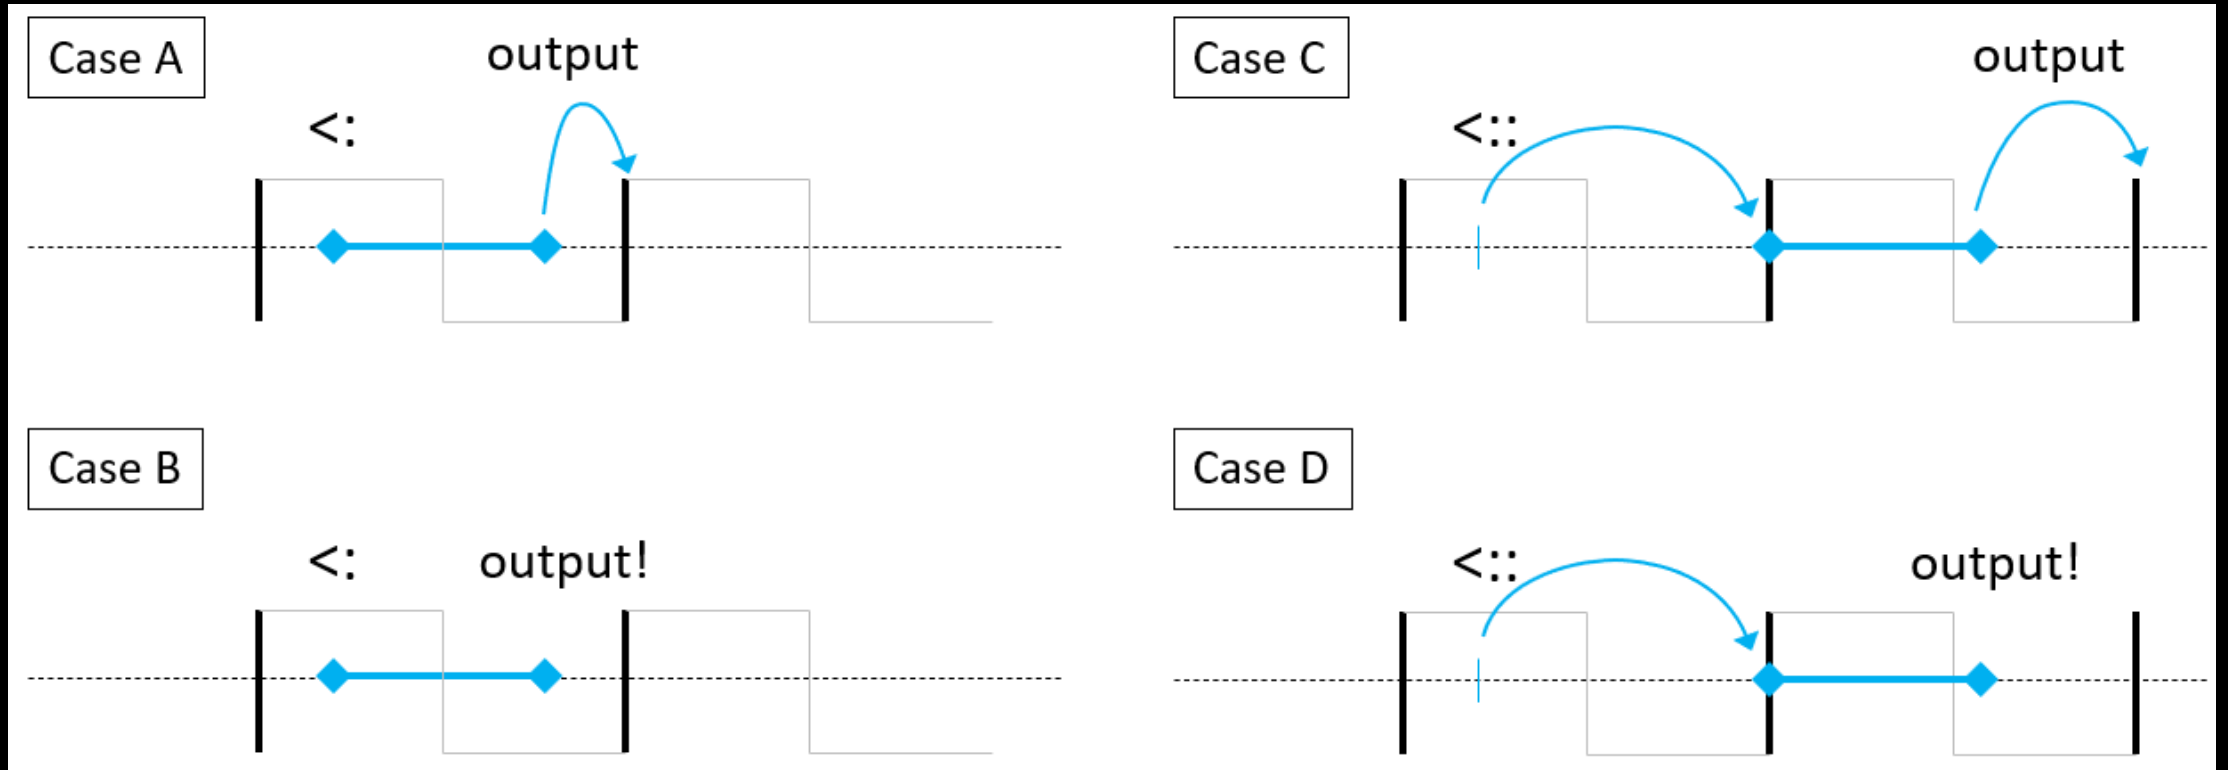 Case A
output
<:
Case C
output
<::
Case B
<:
output!
Case D
<::
output!